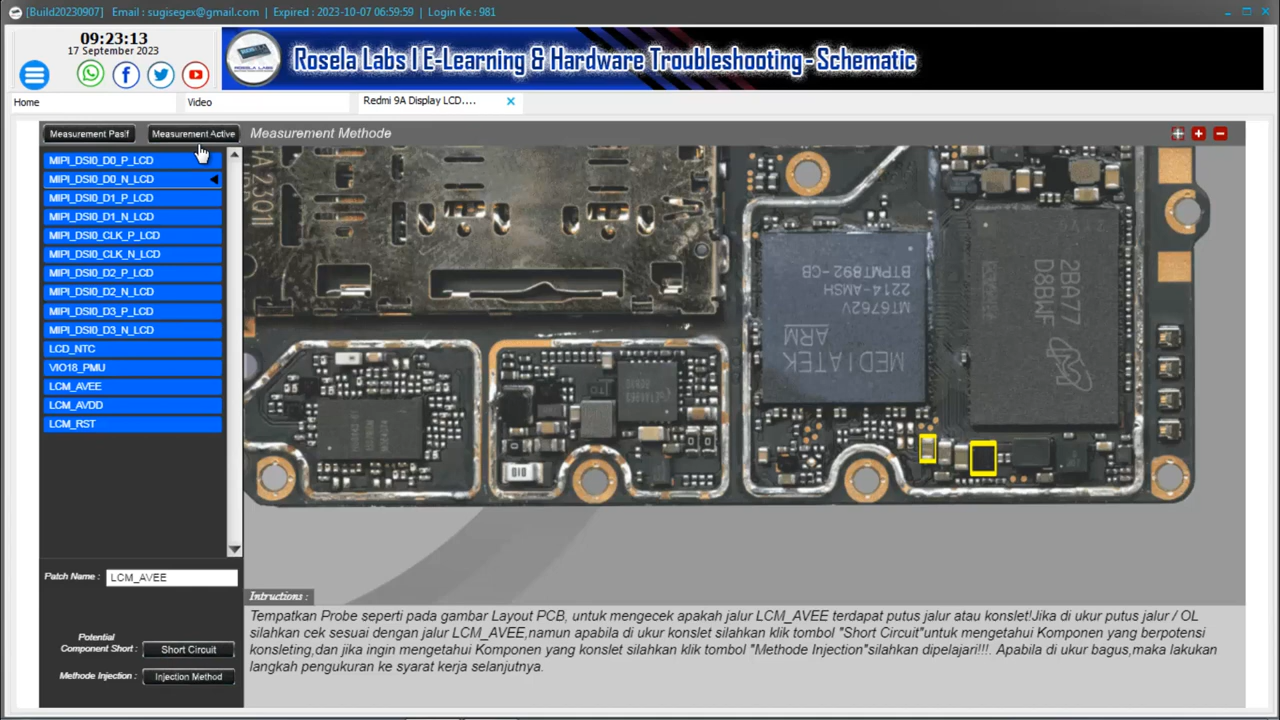 [Build20230907] Email : sugisegex@gmail.com | Expired : 2023-10-07 06:59:59 | Login Ke : 981
09:23:13
17 September 2023
Rosela Labs | E-Learning & Hardware Troubleshooting - Schematic
Home
Video
Redmi 9A Display LCD....
Measurement Pasif
Measurement Active
Measurement Methode
MIPI_DSI0_D0_P_LCD
MIPI_DSI0_D0_N_LCD
MIPI_DSI0_D1_P_LCD
MIPI_DSI0_D1_N_LCD
MIPI_DSI0_CLK_P_LCD
MIPI_DSI0_CLK_N_LCD
MIPI_DSI0_D2_P_LCD
MIPI_DSI0_D2_N_LCD
MIPI_DSI0_D3_P_LCD
MIPI_DSI0_D3_N_LCD
LCD_NTC
VIO18_PMU
LCM_AVEE
LCM_AVDD
LCM_RST
MEDIATEK
ARM
MT6762V
2214-AMSH
BTPMT892-CB
2BA77
D8BWF
010
Patch Name :
LCM_AVEE
Potential
Component Short :
Short Circuit
Methode Injection :
Injection Method
Intructions :
Tempatkan Probe seperti pada gambar Layout PCB, untuk mengecek apakah jalur LCM_AVEE terdapat putus jalur atau konslet!Jika di ukur putus jalur / OL
silahkan cek sesuai dengan jalur LCM_AVEE,namun apabila di ukur konslet silahkan klik tombol "Short Circuit"untuk mengetahui Komponen yang berpotensi
konsleting,dan jika ingin mengetahui Komponen yang konslet silahkan klik tombol "Methode Injection"silahkan dipelajari!!!. Apabila di ukur bagus,maka lakukan
langkah pengukuran ke syarat kerja selanjutnya.